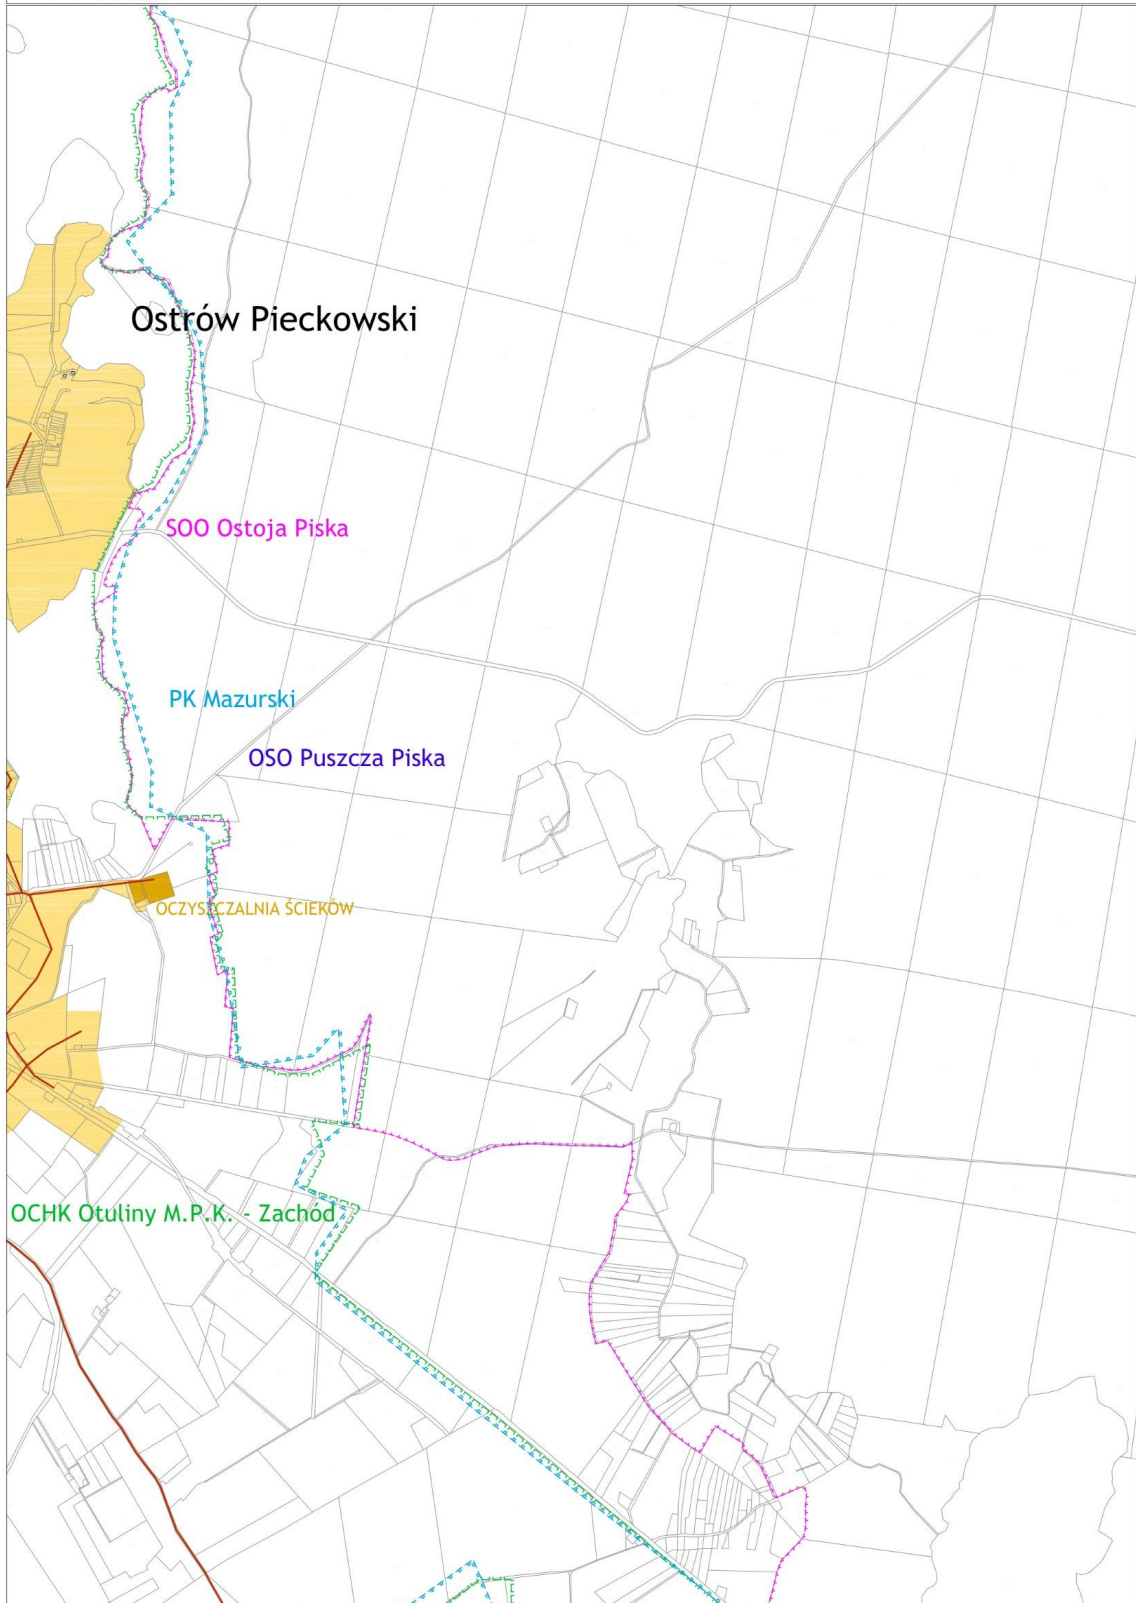 Ostrów Pieckowski
SOO Ostoja Piska
PK Mazurski
OSO Puszcza Piska
OCZYSZCZALNIA ŚCIEKÓW
OCHK Otuliny M.P.K. - Zachód